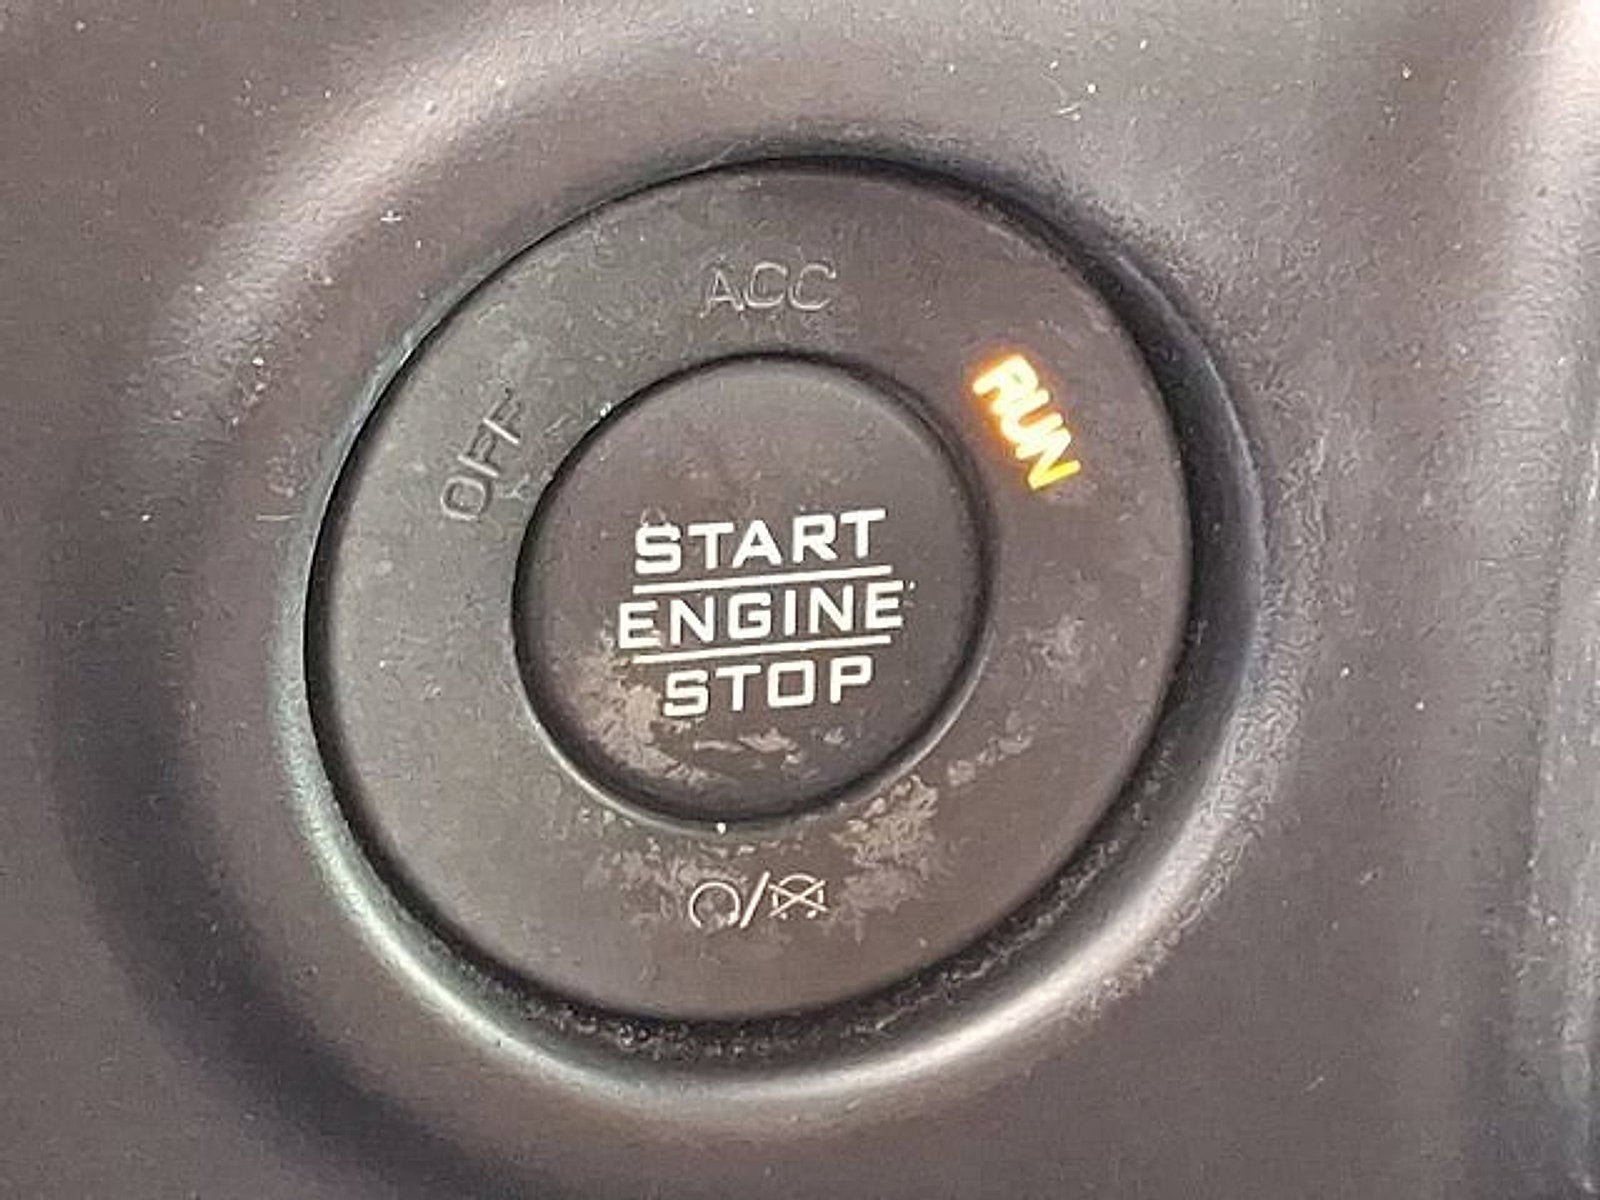 ACC
OFF
RUN
START
ENGINE
STOP